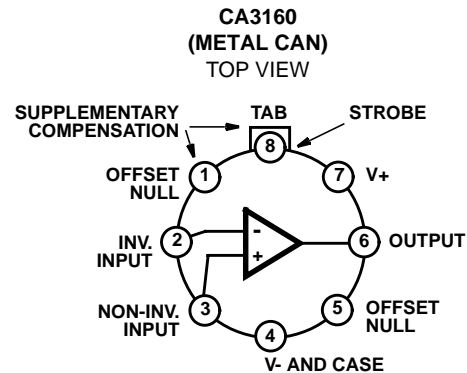 CA3160
(METAL CAN)
TOP VIEW
SUPPLEMENTARY
COMPENSATION
TAB
STROBE
8
OFFSET
NULL
1
7
V+
INV.
INPUT
2
-
+
6
OUTPUT
NON-INV.
INPUT
3
5
OFFSET
NULL
4
V- AND CASE